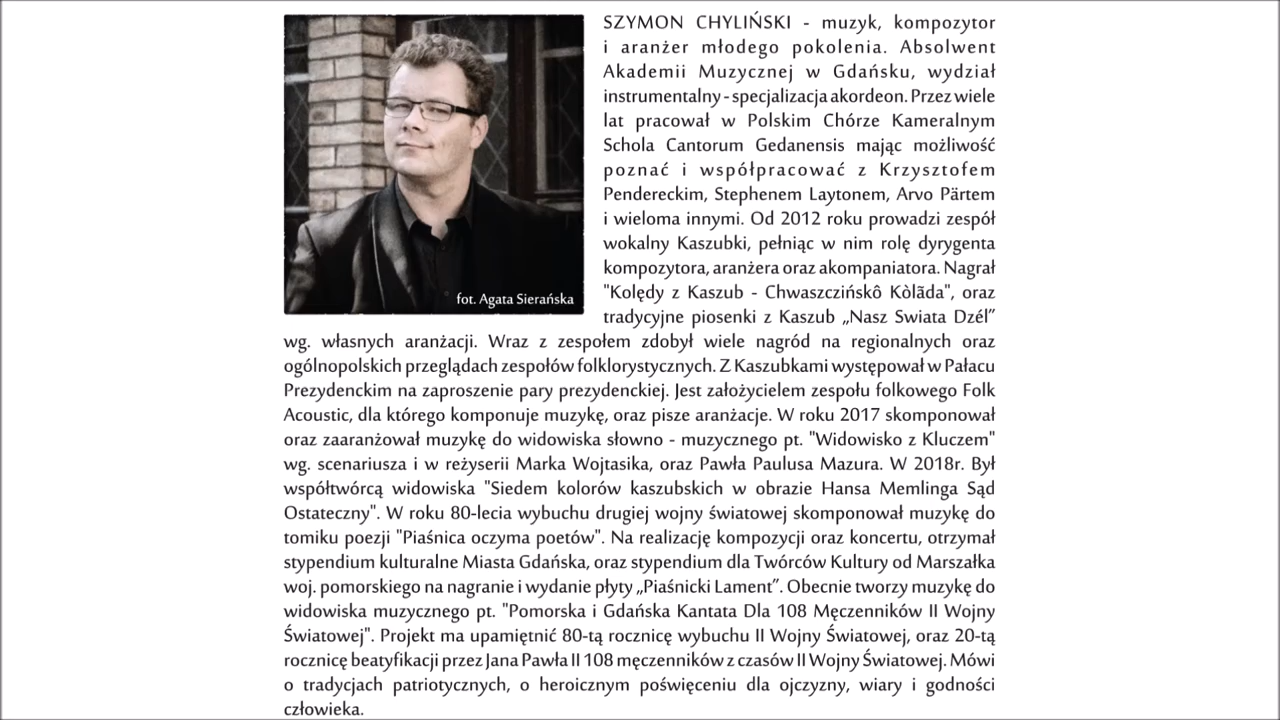 SZYMON CHYLIŃSKI - muzyk, kompozytor
i aranżer młodego pokolenia. Absolwent
Akademii Muzycznej w Gdańsku, wydział
instrumentalny - specjalizacja akordeon. Przez wiele
lat pracował w Polskim Chórze Kameralnym
Schola Cantorum Gedanensis mając możliwość
poznać i współpracować z Krzysztofem
Pendereckim, Stephenem Laytonem, Arvo Pärtem
i wieloma innymi. Od 2012 roku prowadzi zespół
wokalny Kaszubki, pełniąc w nim rolę dyrygenta
kompozytora, aranżera oraz akompaniatora. Nagrał
"Kolędy z Kaszub - Chwaszczińskô Kòlãda", oraz
tradycyjne piosenki z Kaszub „Nasz Swiata Dzél”
fot. Agata Sierańska
wg. własnych aranżacji. Wraz z zespołem zdobył wiele nagród na regionalnych oraz
ogólnopolskich przeglądach zespołów folklorystycznych. Z Kaszubkami występował w Pałacu
Prezydenckim na zaproszenie pary prezydenckiej. Jest założycielem zespołu folkowego Folk
Acoustic, dla którego komponuje muzykę, oraz pisze aranżacje. W roku 2017 skomponował
oraz zaaranżował muzykę do widowiska słowno - muzycznego pt. "Widowisko z Kluczem"
wg. scenariusza i w reżyserii Marka Wojtasika, oraz Pawła Paulusa Mazura. W 2018r. Był
współtwórcą widowiska "Siedem kolorów kaszubskich w obrazie Hansa Memlinga Sąd
Ostateczny". W roku 80-lecia wybuchu drugiej wojny światowej skomponował muzykę do
tomiku poezji "Piaśnica oczyma poetów". Na realizację kompozycji oraz koncertu, otrzymał
stypendium kulturalne Miasta Gdańska, oraz stypendium dla Twórców Kultury od Marszałka
woj. pomorskiego na nagranie i wydanie płyty „Piaśnicki Lament”. Obecnie tworzy muzykę do
widowiska muzycznego pt. "Pomorska i Gdańska Kantata Dla 108 Męczenników II Wojny
Światowej". Projekt ma upamiętnić 80-tą rocznicę wybuchu II Wojny Światowej, oraz 20-tą
rocznicę beatyfikacji przez Jana Pawła II 108 męczenników z czasów II Wojny Światowej. Mówi
o tradycjach patriotycznych, o heroicznym poświęceniu dla ojczyzny, wiary i godności
człowieka.